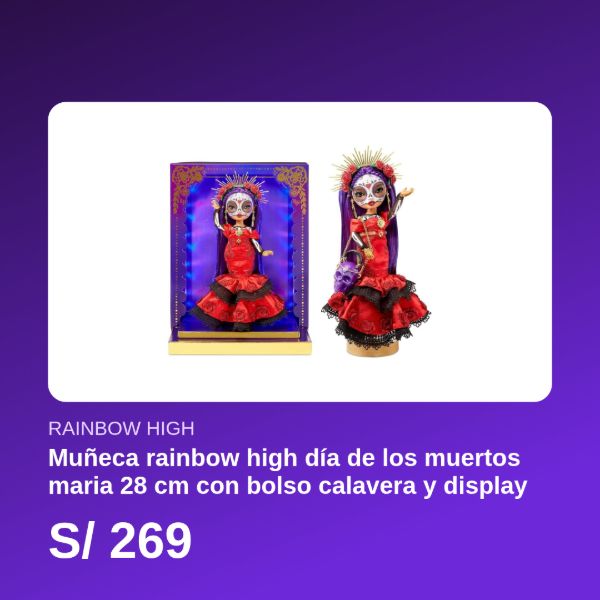 RAINBOW HIGH
Muñeca rainbow high día de los muertos
maria 28 cm con bolso calavera y display
S/ 269